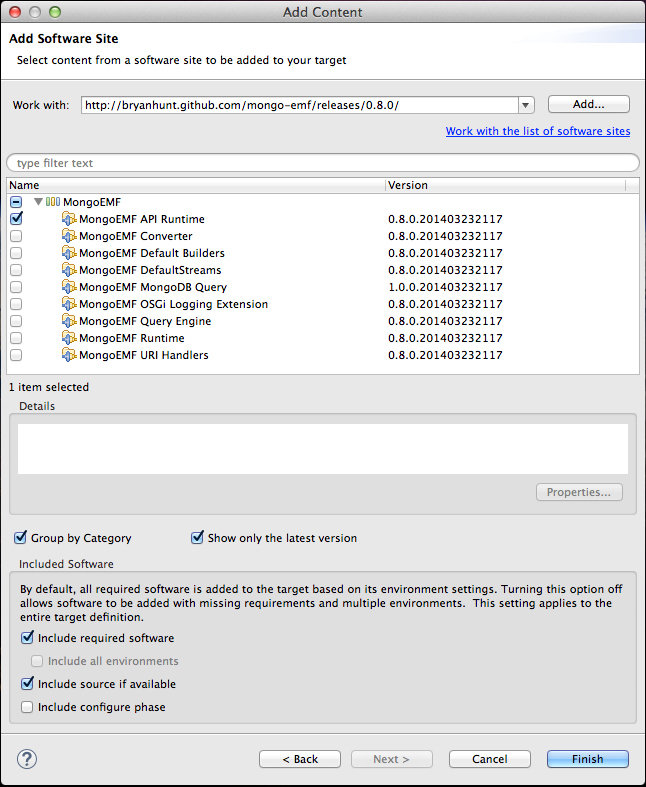 Add Content
Add Software Site
Select content from a software site to be added to your target
Work with: http://bryanhunt.github.com/mongo-emf/releases/0.8.0/ Add...
Work with the list of software sites
type filter text
Name Version
MongoEMF
MongoEMF API Runtime 0.8.0.201403232117
MongoEMF Converter 0.8.0.201403232117
MongoEMF Default Builders 0.8.0.201403232117
MongoEMF DefaultStreams 0.8.0.201403232117
MongoEMF MongoDB Query 1.0.0.201403232117
MongoEMF OSGi Logging Extension 0.8.0.201403232117
MongoEMF Query Engine 0.8.0.201403232117
MongoEMF Runtime 0.8.0.201403232117
MongoEMF URI Handlers 0.8.0.201403232117
1 item selected
Details
Properties...
Group by Category Show only the latest version
Included Software
By default, all required software is added to the target based on its environment settings. Turning this option off
allows software to be added with missing requirements and multiple environments. This setting applies to the
entire target definition.
Include required software
Include all environments
Include source if available
Include configure phase
? < Back Next > Cancel Finish